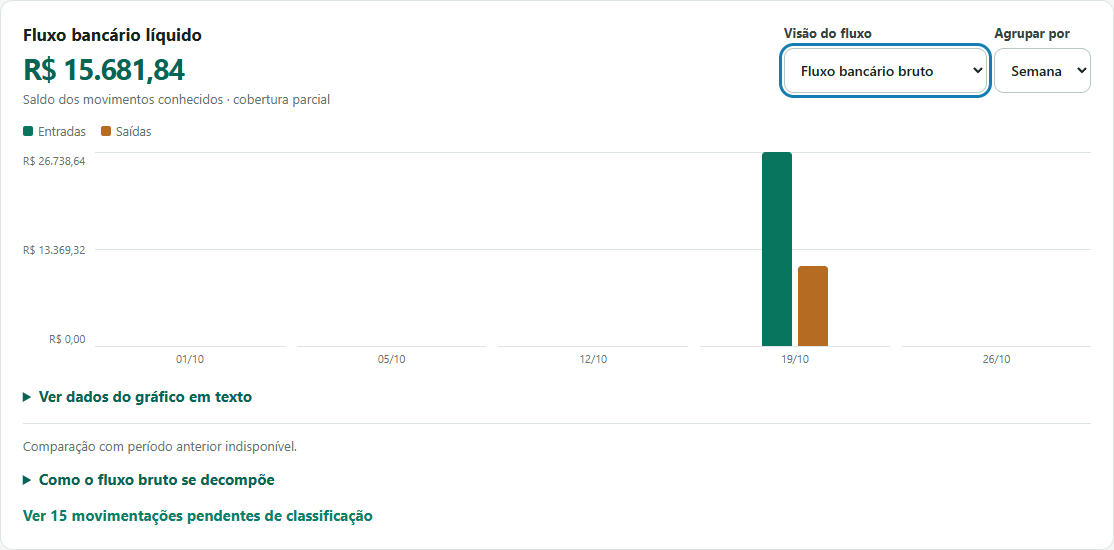 Fluxo bancário líquido
R$ 15.681,84
Saldo dos movimentos conhecidos · cobertura parcial
Visão do fluxo
Fluxo bancário bruto
Agrupar por
Semana
Entradas
Saídas
R$ 26.738,64
R$ 13.369,32
R$ 0,00
01/10
05/10
12/10
19/10
26/10
Ver dados do gráfico em texto
Comparação com período anterior indisponível.
Como o fluxo bruto se decompõe
Ver 15 movimentações pendentes de classificação